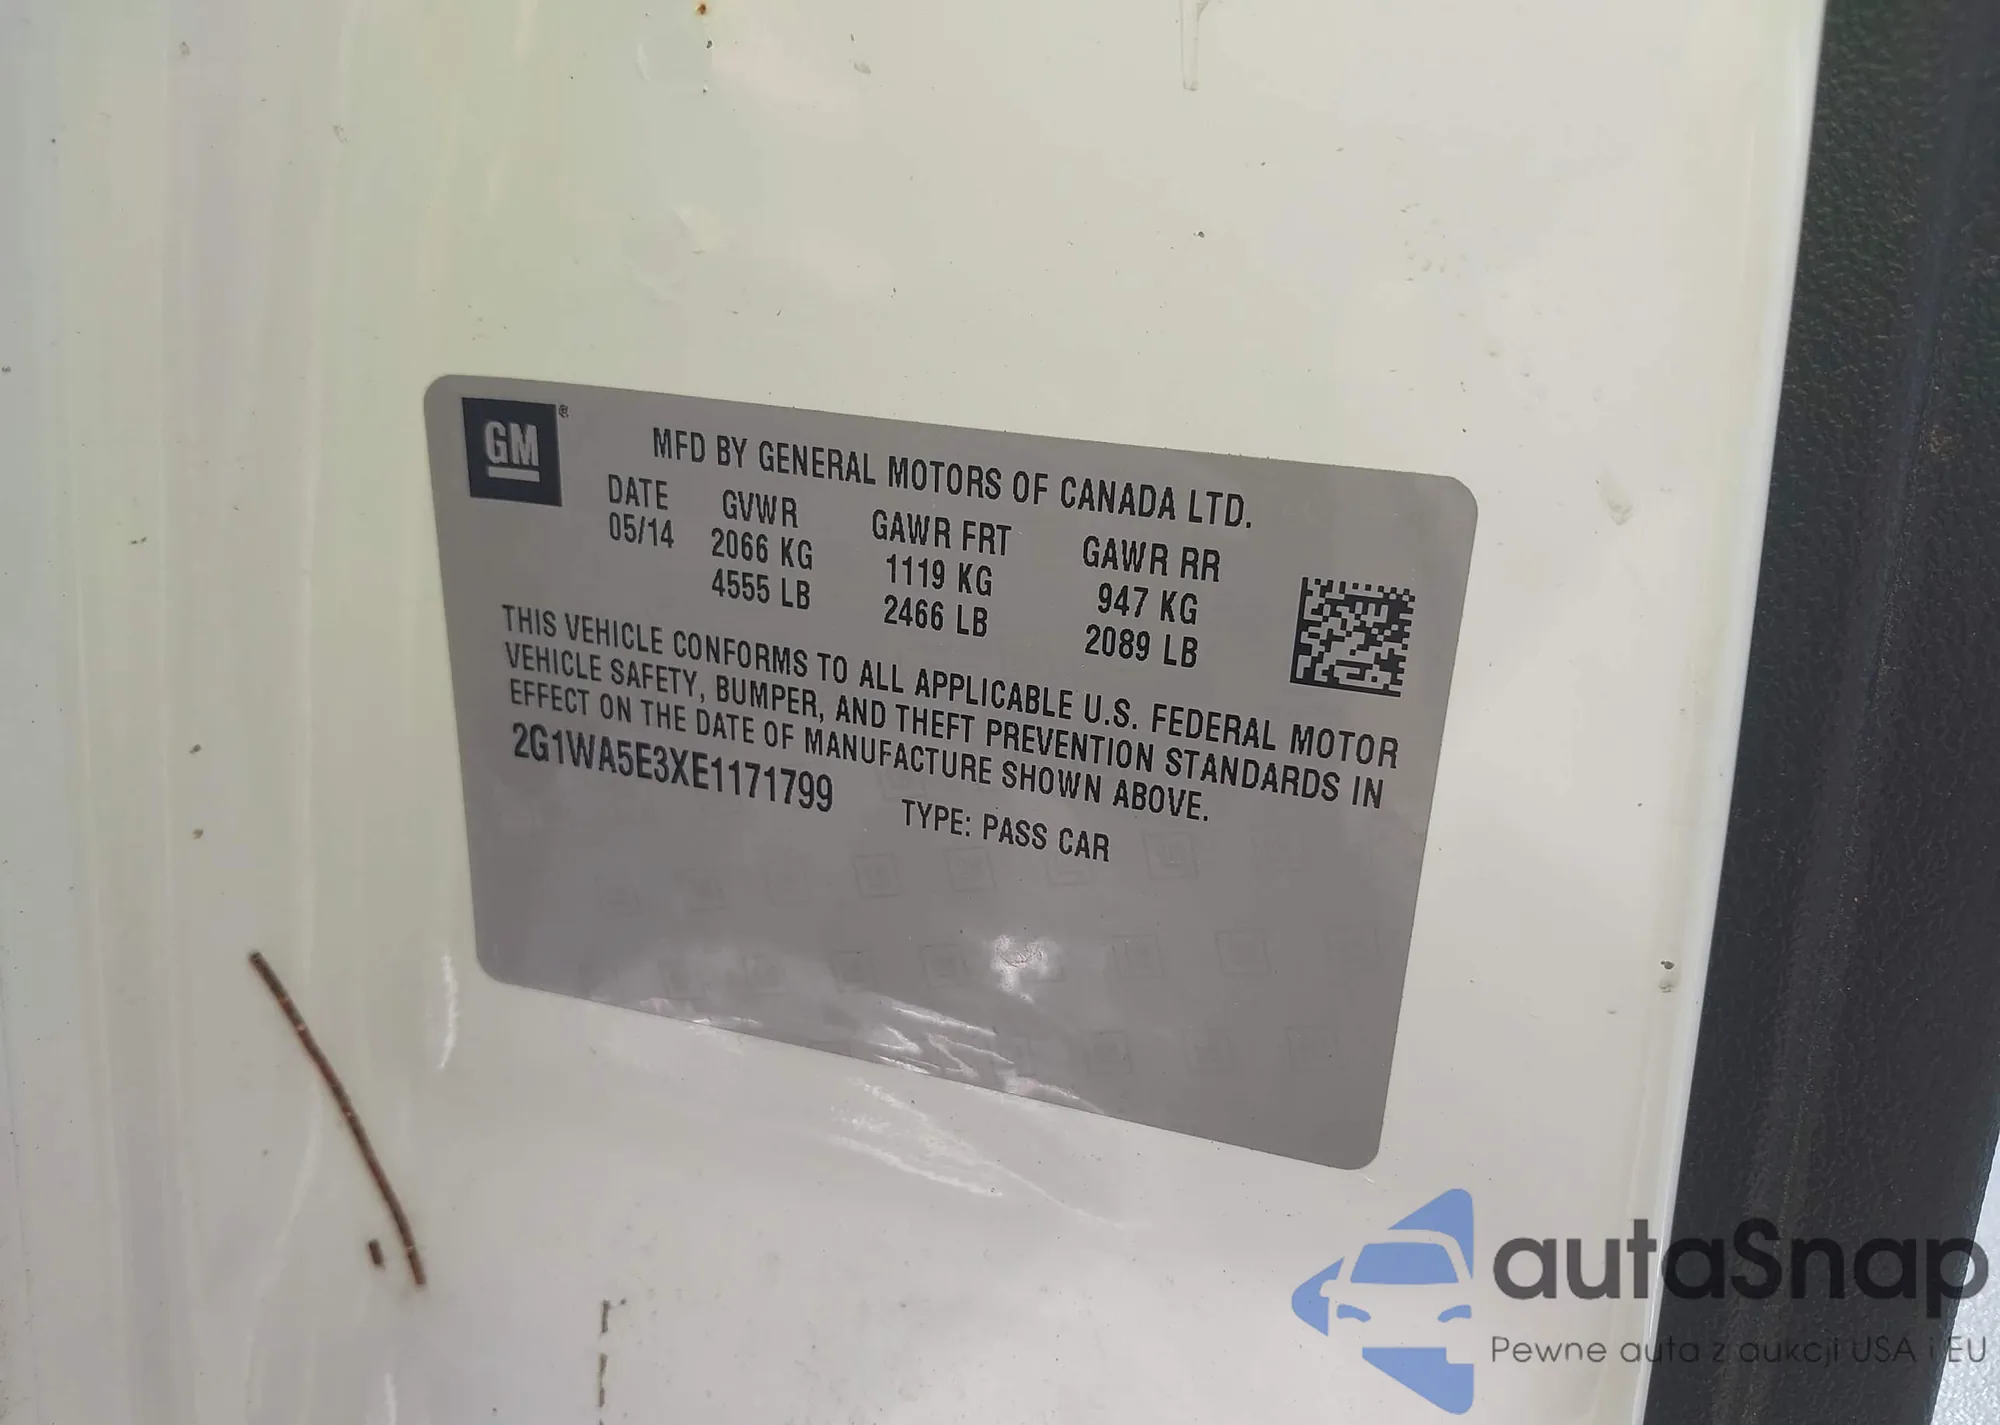 GM®
MFD BY GENERAL MOTORS OF CANADA LTD.
DATE GVWR GAWR FRT GAWR RR
05/14 2066 KG 1119 KG 947 KG
4555 LB 2466 LB 2089 LB
THIS VEHICLE CONFORMS TO ALL APPLICABLE U.S. FEDERAL MOTOR
VEHICLE SAFETY, BUMPER, AND THEFT PREVENTION STANDARDS IN
EFFECT ON THE DATE OF MANUFACTURE SHOWN ABOVE.
2G1WA5E3XE1171799 TYPE: PASS CAR
autaSnap
Pewne auta z aukcji USA i EU